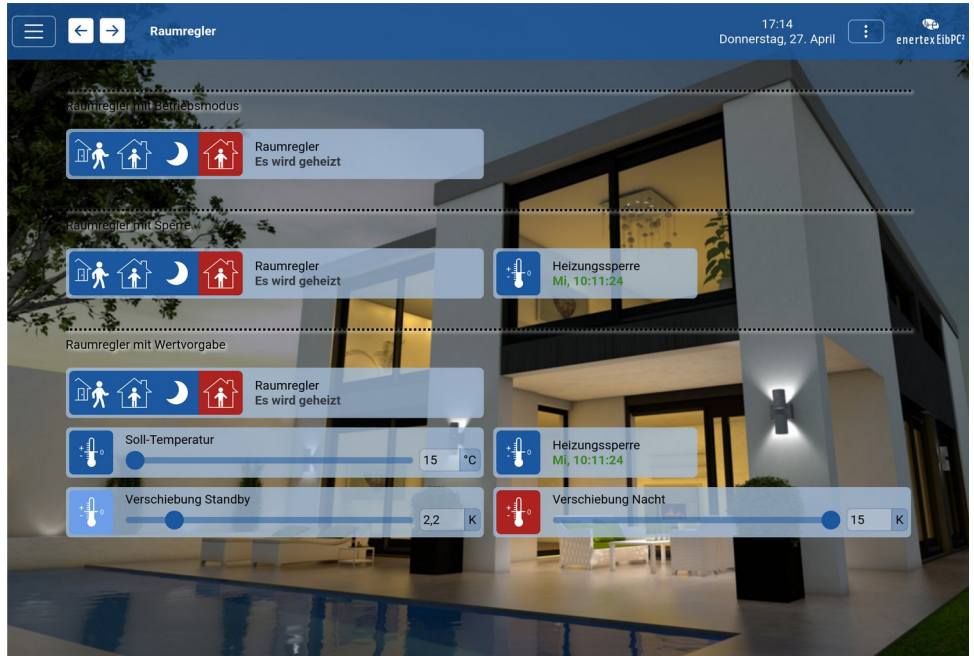 Raumregler
17:14
Donnerstag, 27. April
enertex EibPC²
Raumregler mit Betriebsmodus
Raumregler
Es wird geheizt
Raumregler mit Sperre
Raumregler
Es wird geheizt
Heizungssperre
Mi, 10:11:24
Raumregler mit Wertvorgabe
Raumregler
Es wird geheizt
Soll-Temperatur
15 °C
Heizungssperre
Mi, 10:11:24
Verschiebung Standby
2,2 K
Verschiebung Nacht
15 K